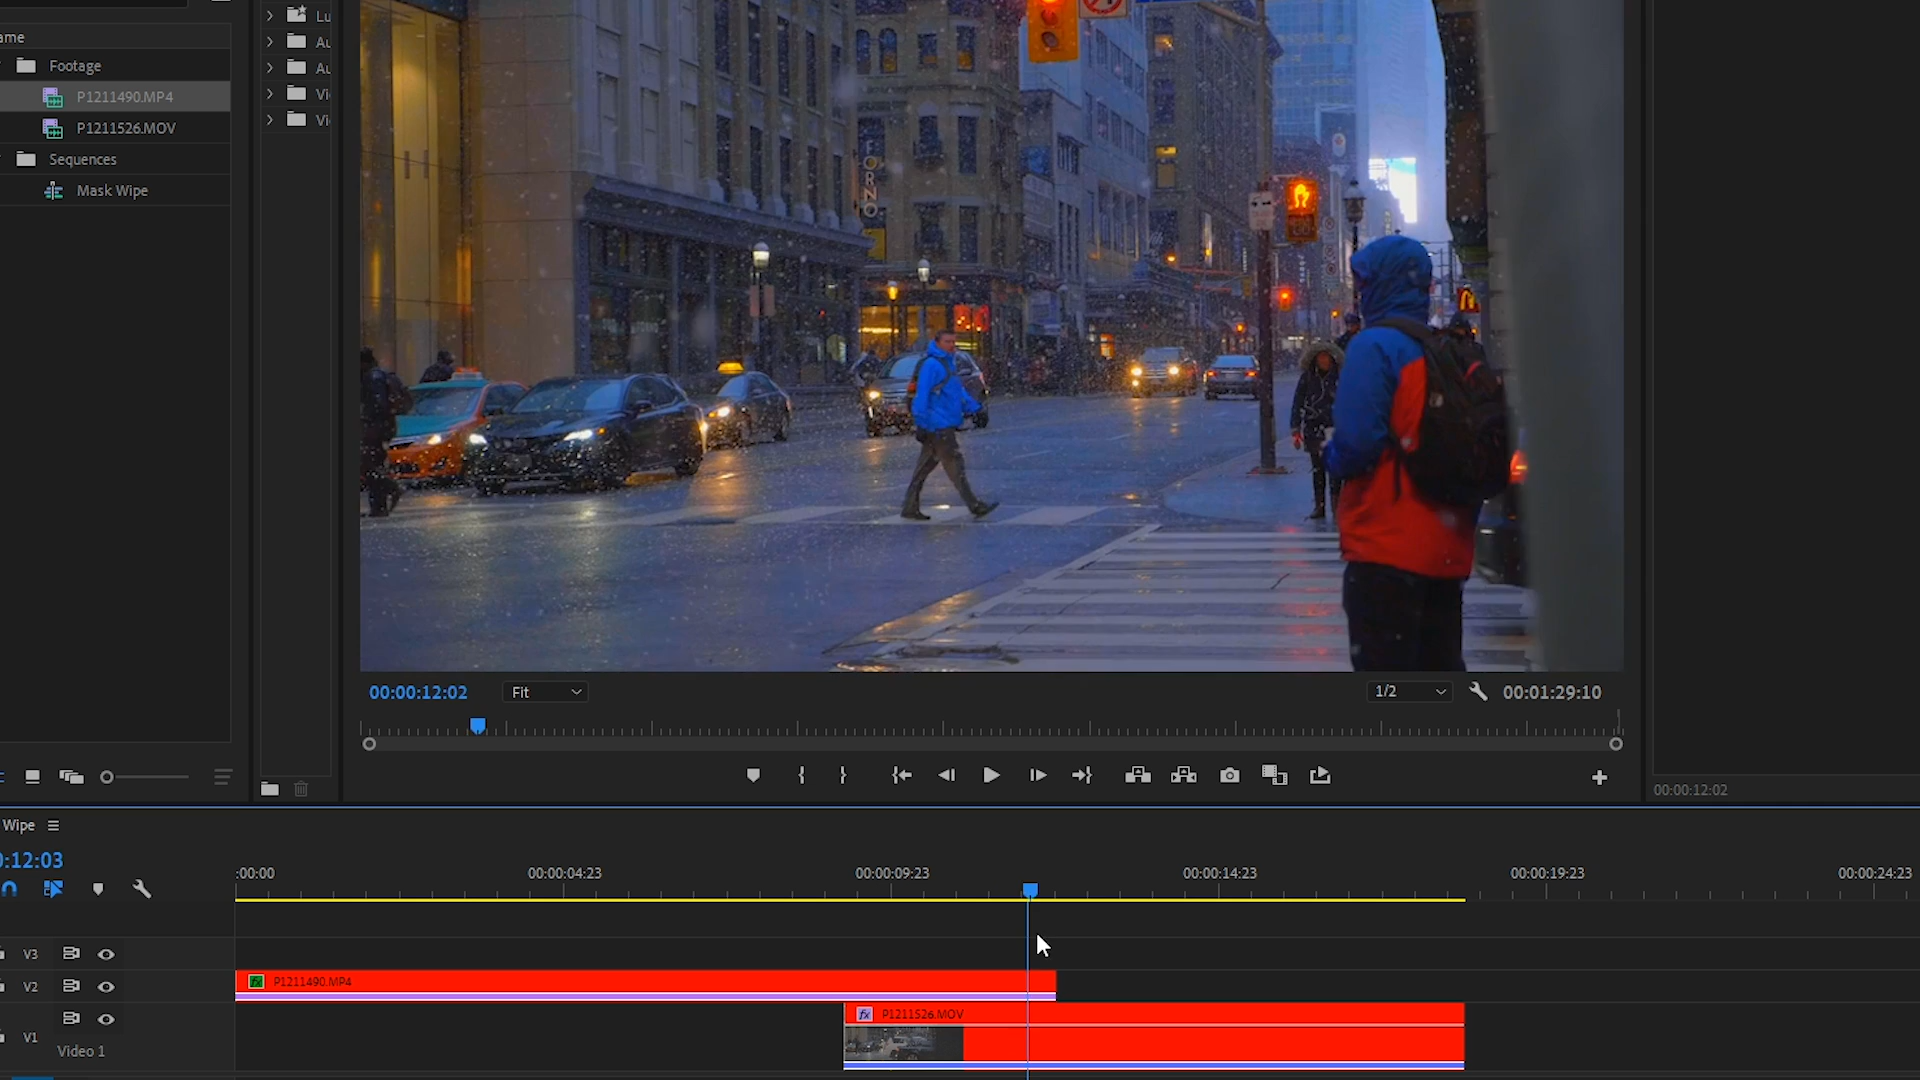 ame
Footage
P1211490.MP4
P1211526.MOV
Sequences
Mask Wipe
Lu
Au
Au
Vi
Vi
FORNO
00:00:12:02
Fit
1/2
00:01:29:10
00:00:12:02
Wipe
0:12:03
:00:00
00:00:04:23
00:00:09:23
00:00:14:23
00:00:19:23
00:00:24:23
V3
V2
P1211490.MP4
P1211526.MOV
V1
Video 1